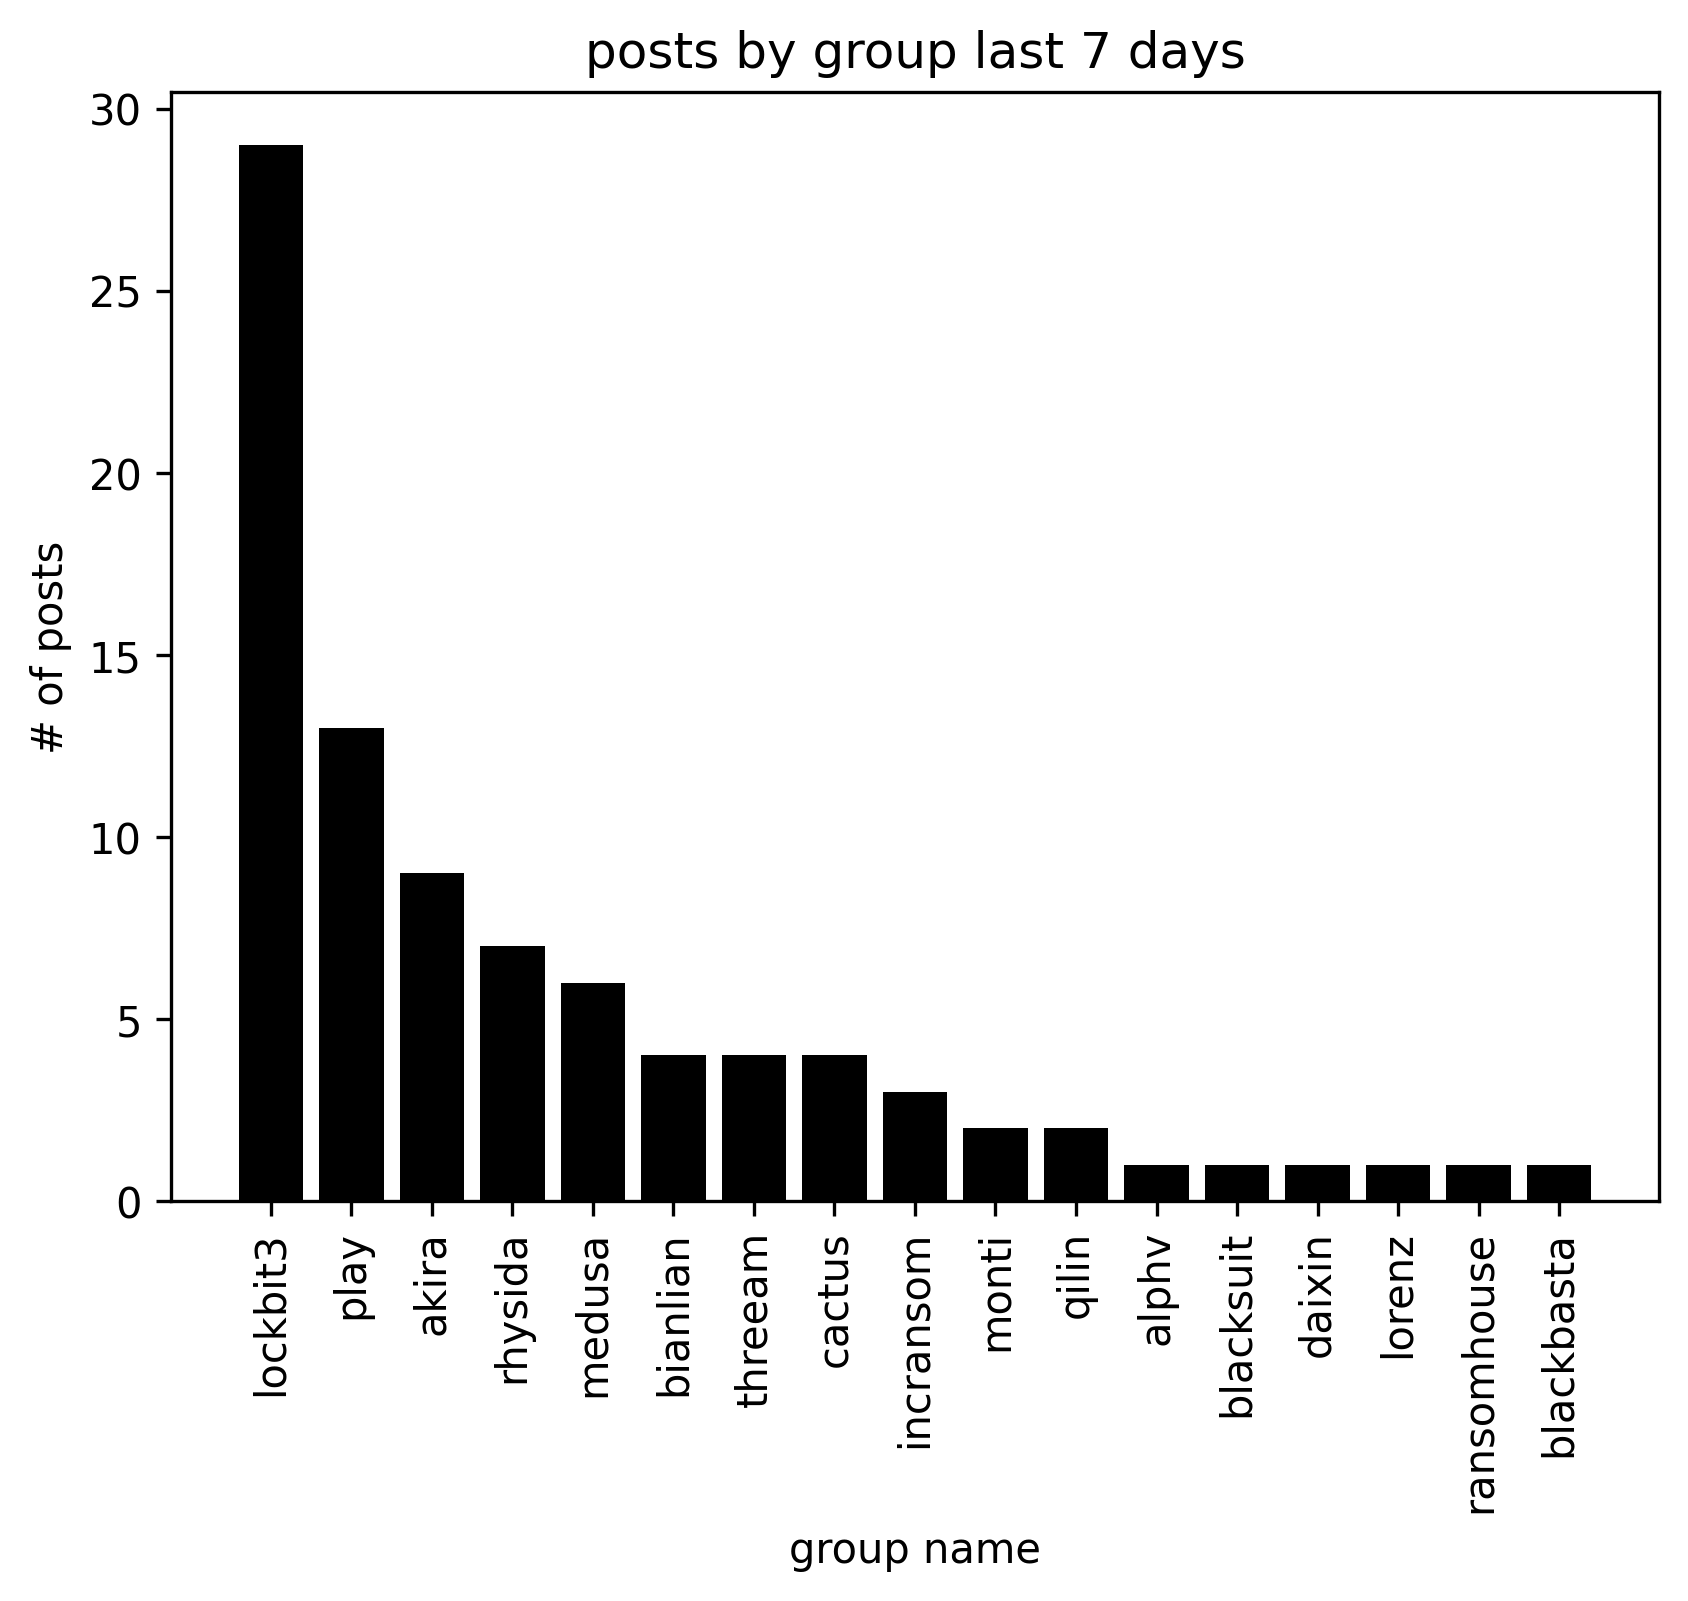 posts by group last 7 days
30
25
20
15
10
5
0
# of posts
lockbit3
play
akira
rhysida
medusa
bianlian
threeam
cactus
incransom
monti
qilin
alphv
blacksuit
daixin
lorenz
ransomhouse
blackbasta
group name